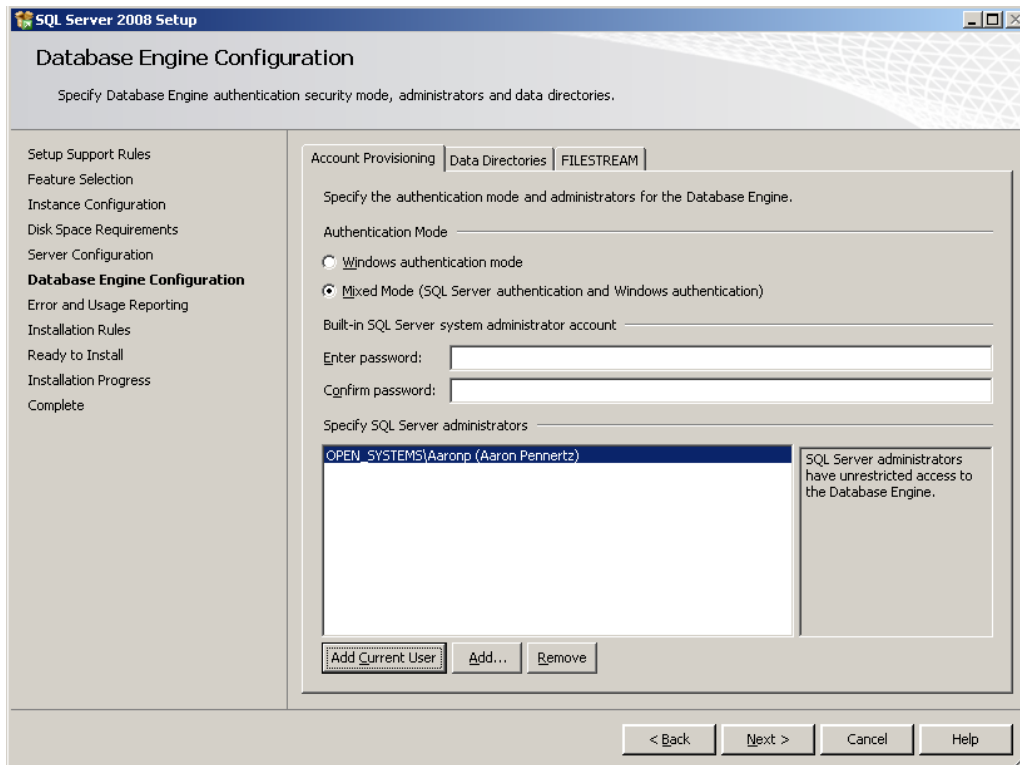 SQL Server 2008 Setup
Database Engine Configuration
Specify Database Engine authentication security mode, administrators and data directories.
Setup Support Rules
Feature Selection
Instance Configuration
Disk Space Requirements
Server Configuration
Database Engine Configuration
Error and Usage Reporting
Installation Rules
Ready to Install
Installation Progress
Complete
Account Provisioning
Data Directories
FILESTREAM
Specify the authentication mode and administrators for the Database Engine.
Authentication Mode
Windows authentication mode
Mixed Mode (SQL Server authentication and Windows authentication)
Built-in SQL Server system administrator account
Enter password:
Confirm password:
Specify SQL Server administrators
OPEN_SYSTEMS\Aaronp (Aaron Pennertz)
SQL Server administrators
have unrestricted access to
the Database Engine.
Add Current User
Add...
Remove
< Back
Next >
Cancel
Help